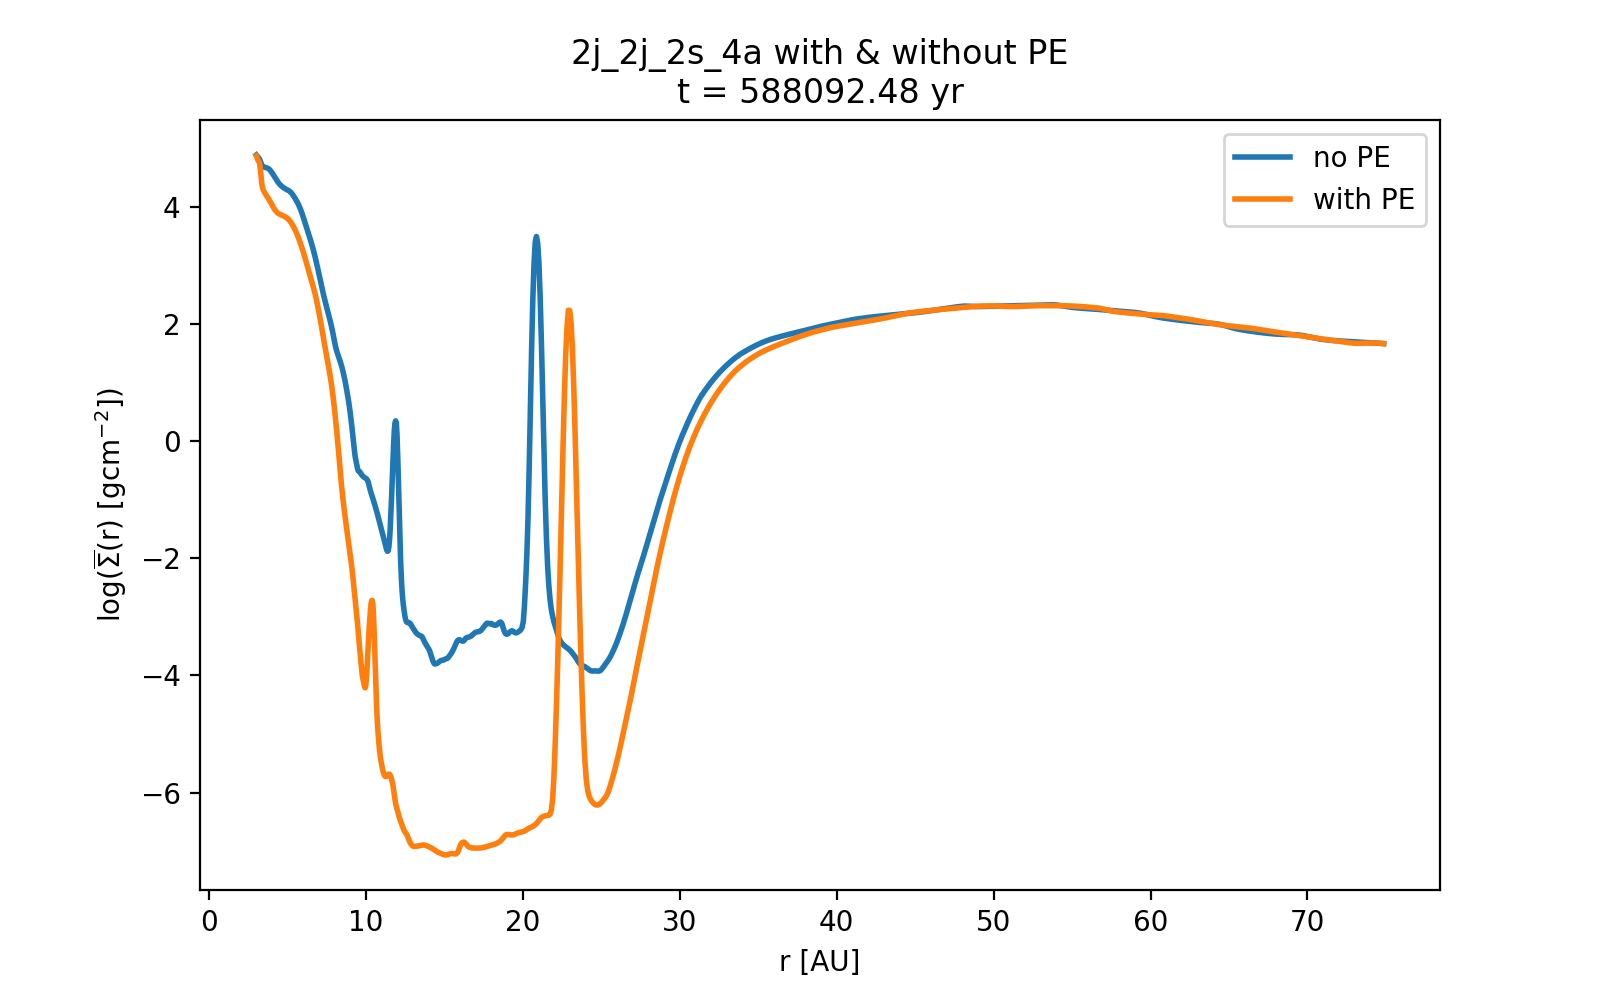 2j_2j_2s_4a with & without PE
t = 588092.48 yr
no PE
with PE
log(Σ̅(r) [gcm⁻²])
4
2
0
−2
−4
−6
0 10 20 30 40 50 60 70
r [AU]